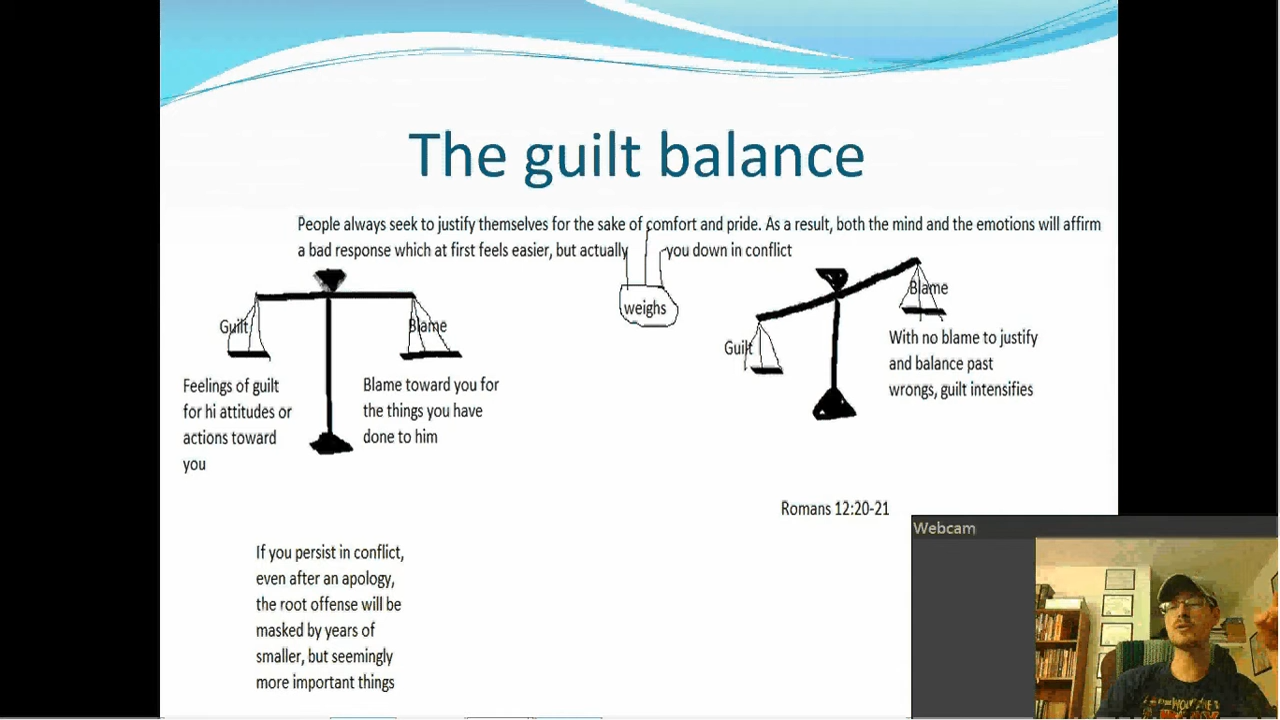 The guilt balance
People always seek to justify themselves for the sake of comfort and pride. As a result, both the mind and the emotions will affirm
a bad response which at first feels easier, but actually you down in conflict
weighs
Guilt
Blame
Feelings of guilt
for hi attitudes or
actions toward
you
Blame toward you for
the things you have
done to him
Guilt
Blame
With no blame to justify
and balance past
wrongs, guilt intensifies
Romans 12:20-21
If you persist in conflict,
even after an apology,
the root offense will be
masked by years of
smaller, but seemingly
more important things
Webcam